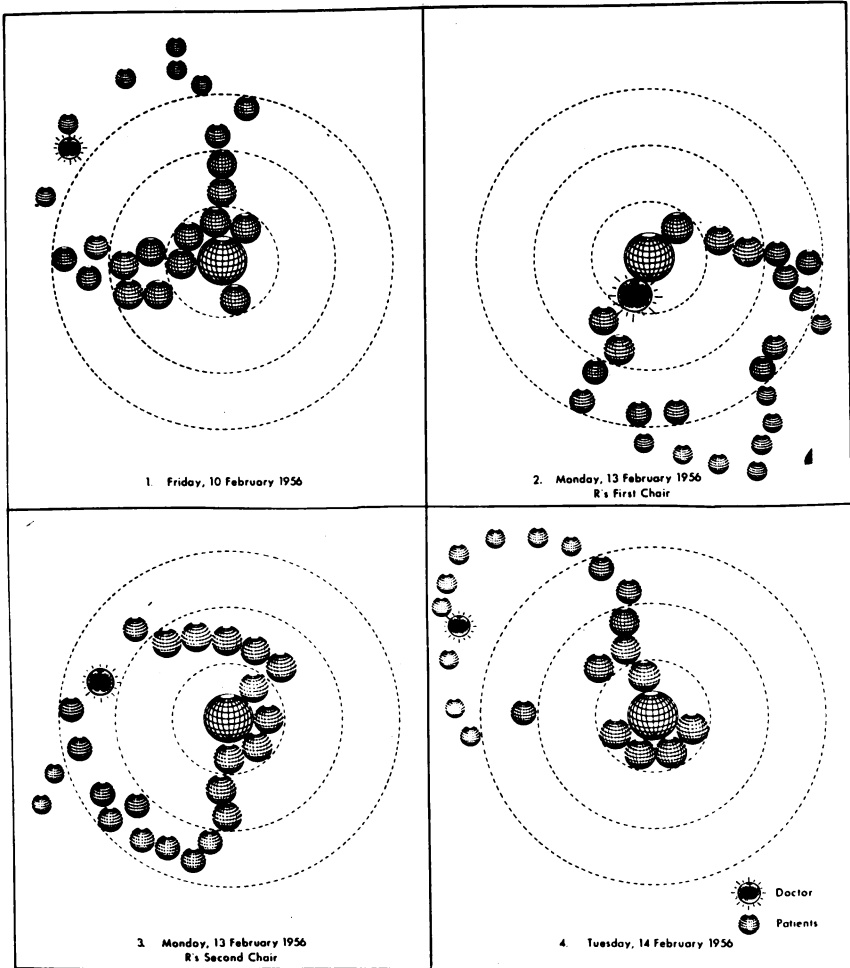 1. Friday, 10 February 1956
2. Monday, 13 February 1956
R's First Chair
3. Monday, 13 February 1956
R's Second Chair
Doctor
Patients
4. Tuesday, 14 February 1956